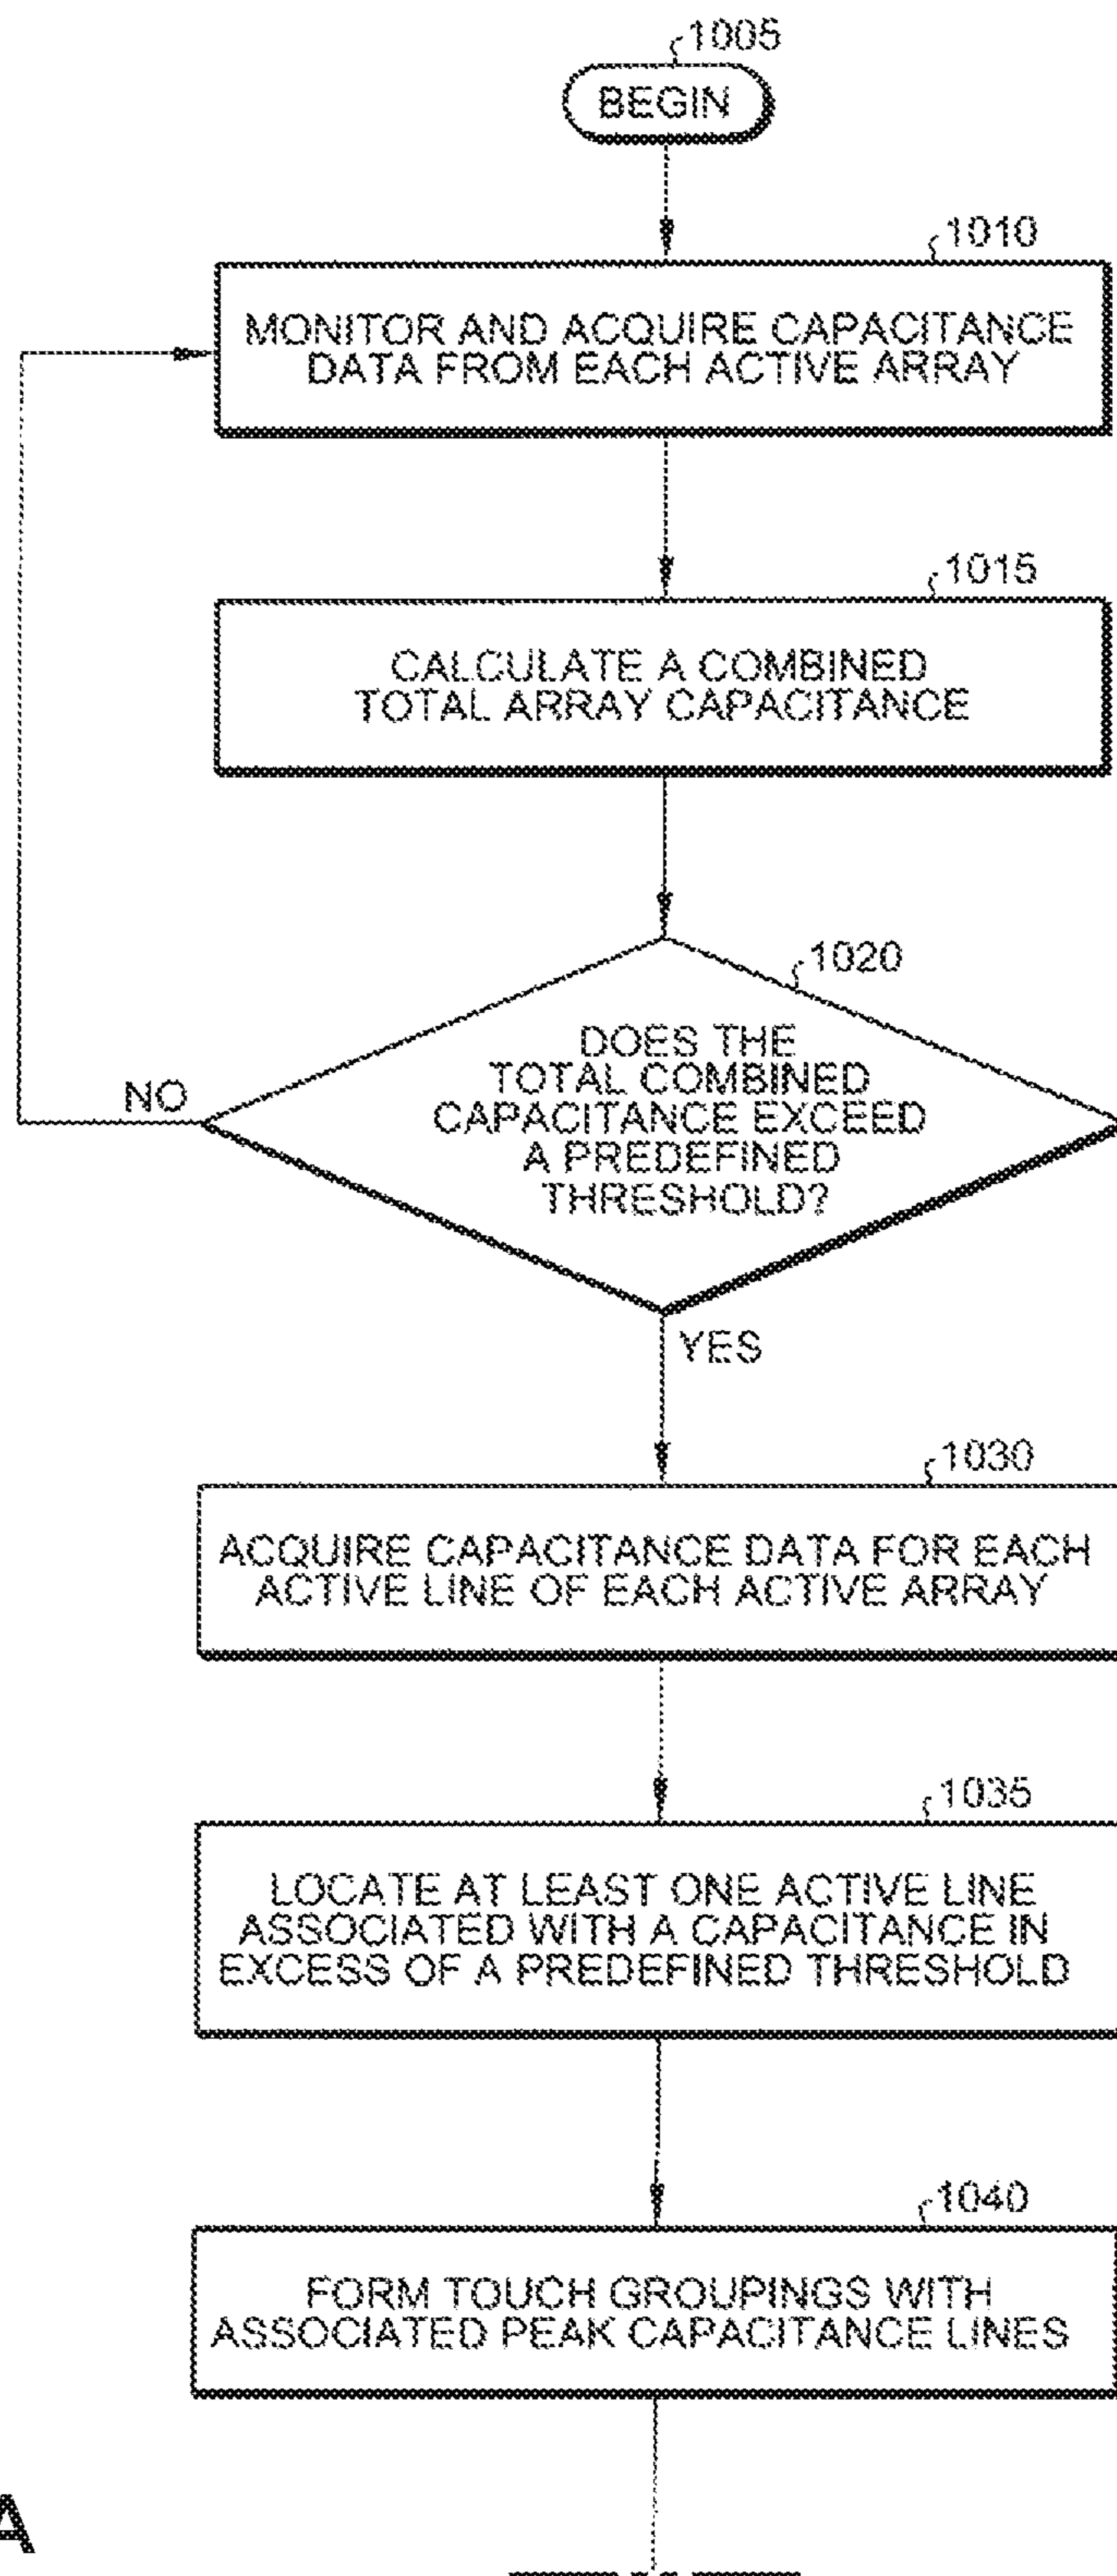 1005
BEGIN
1010
MONITOR AND ACQUIRE CAPACITANCE
DATA FROM EACH ACTIVE ARRAY
1015
CALCULATE A COMBINED
TOTAL ARRAY CAPACITANCE
1020
DOES THE
TOTAL COMBINED
CAPACITANCE EXCEED
A PREDEFINED
THRESHOLD?
NO
YES
1030
ACQUIRE CAPACITANCE DATA FOR EACH
ACTIVE LINE OF EACH ACTIVE ARRAY
1035
LOCATE AT LEAST ONE ACTIVE LINE
ASSOCIATED WITH A CAPACITANCE IN
EXCESS OF A PREDEFINED THRESHOLD
1040
FORM TOUCH GROUPINGS WITH
ASSOCIATED PEAK CAPACITANCE LINES
A